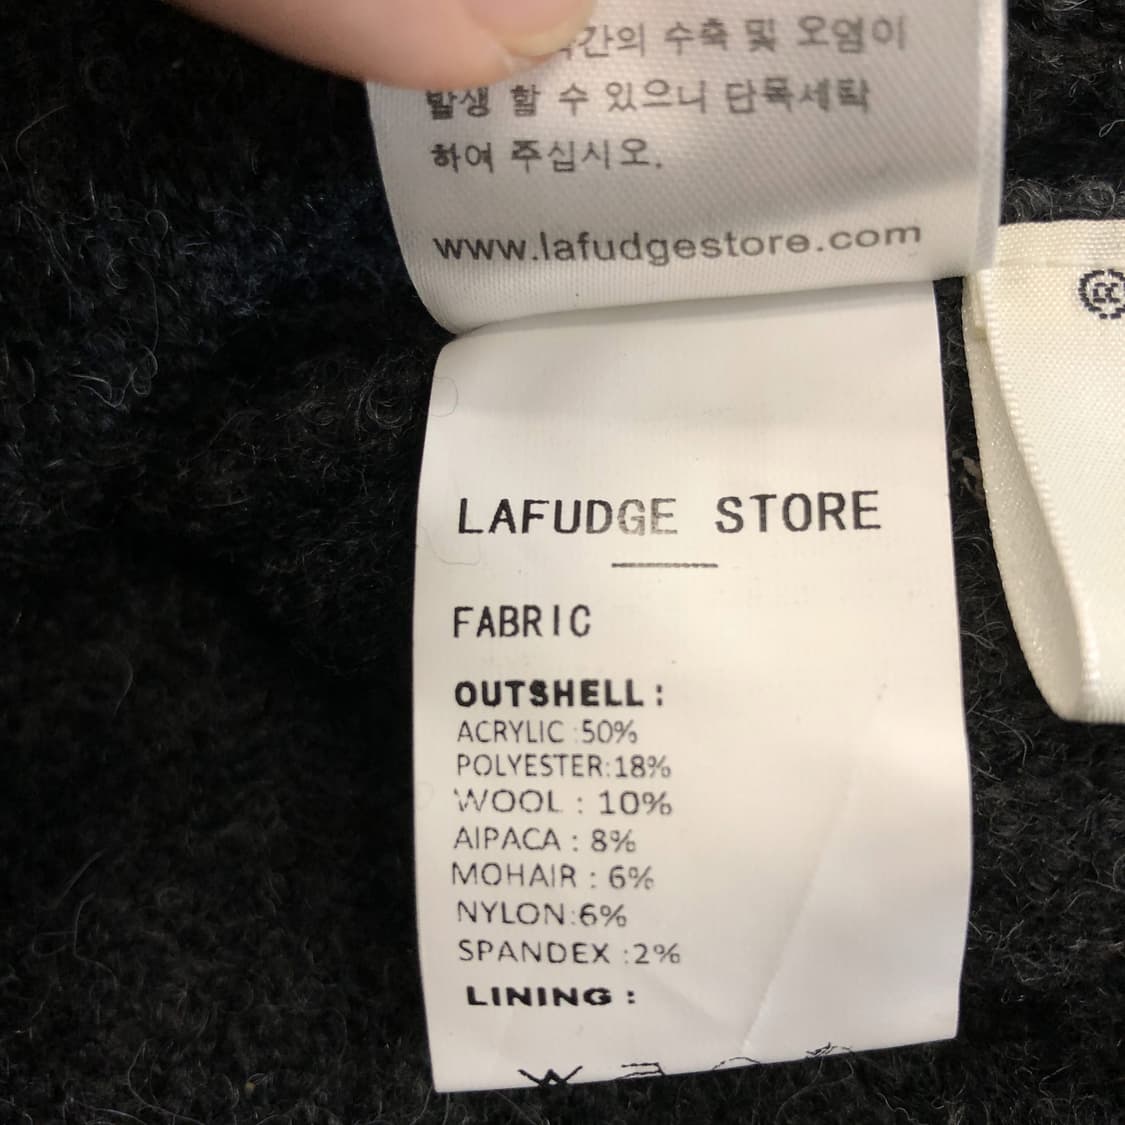 간의 수축 및 오염이
발생 할 수 있으니 단독세탁
하여 주십시오.
www.lafudgestore.com
®
LAFUDGE STORE
FABRIC
OUTSHELL:
ACRYLIC :50%
POLYESTER:18%
WOOL : 10%
AIPACA : 8%
MOHAIR : 6%
NYLON:6%
SPANDEX :2%
LINING :